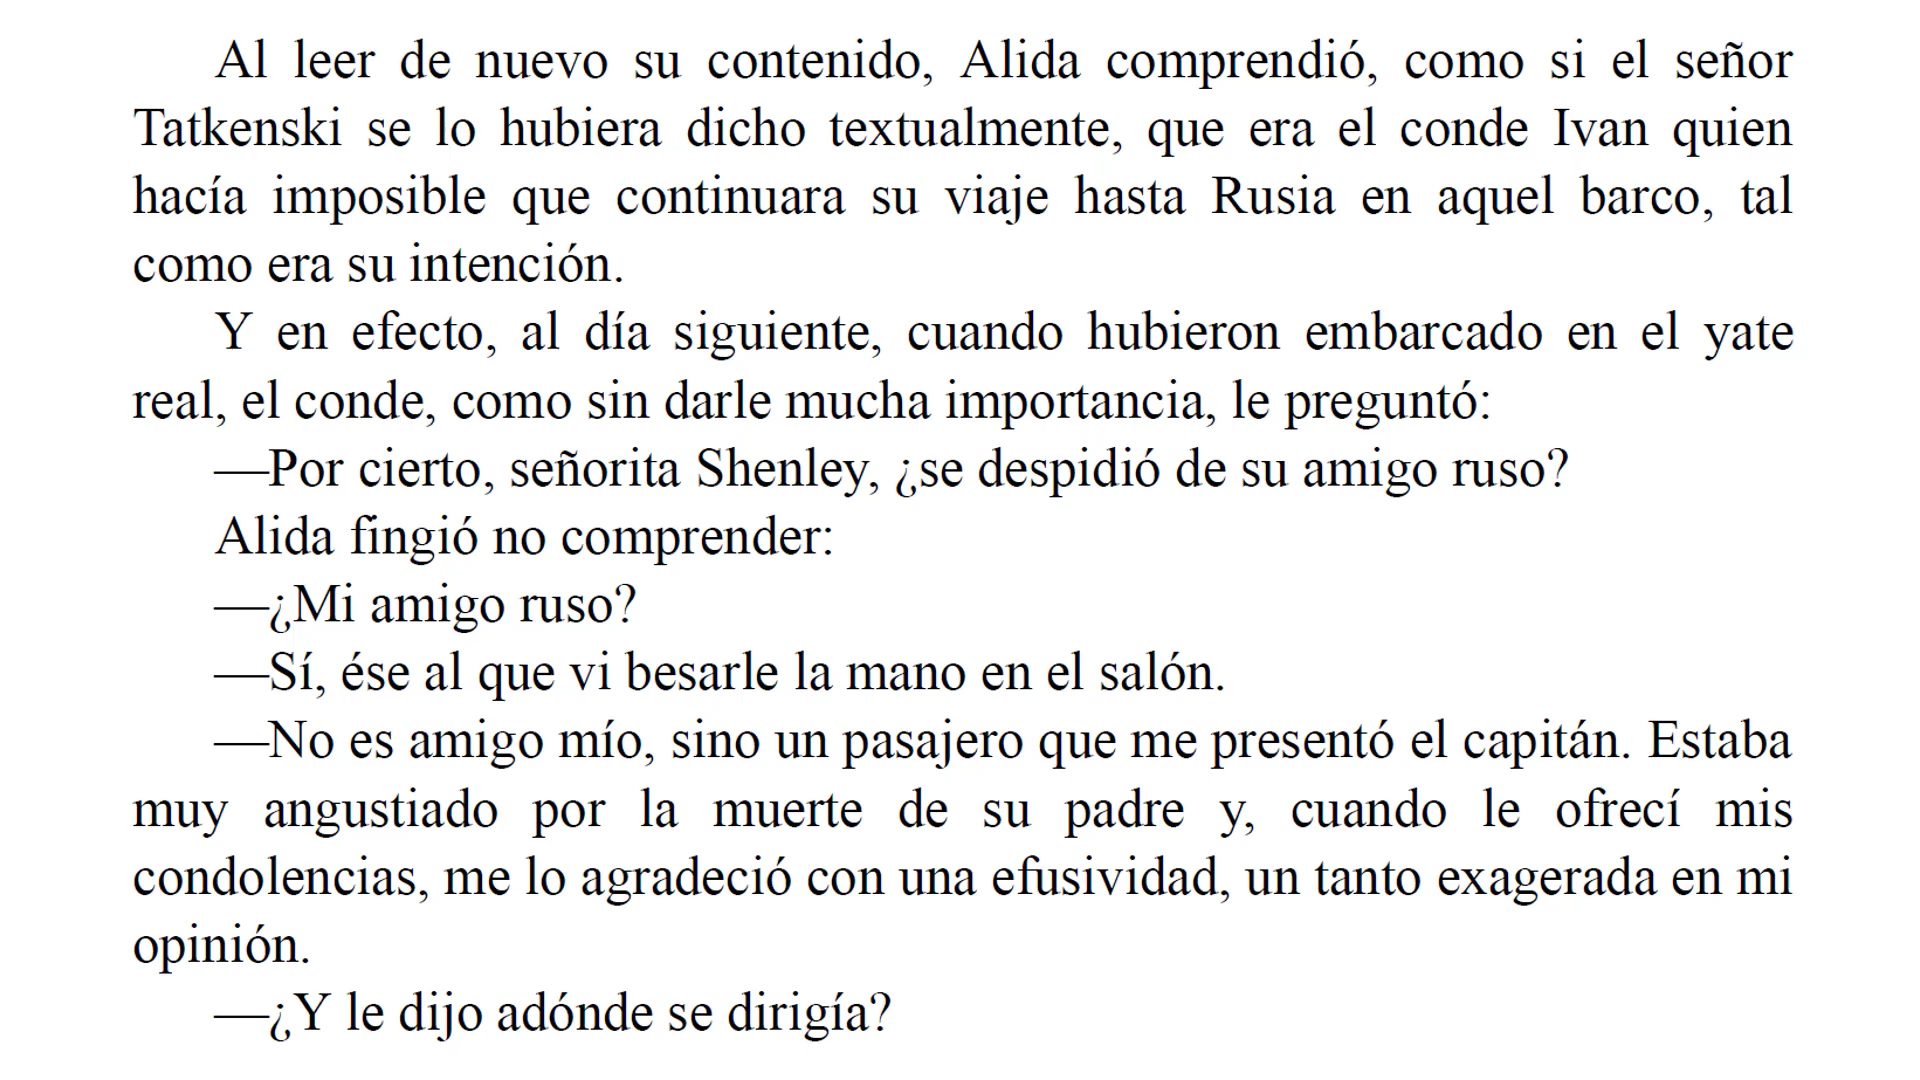 Al leer de nuevo su contenido, Alida comprendió, como si el señor
Tatkenski se lo hubiera dicho textualmente, que era el conde Ivan quien
hacía imposible que continuara su viaje hasta Rusia en aquel barco, tal
como era su intención.
Y en efecto, al día siguiente, cuando hubieron embarcado en el yate
real, el conde, como sin darle mucha importancia, le preguntó:
—Por cierto, señorita Shenley, ¿se despidió de su amigo ruso?
Alida fingió no comprender:
—¿Mi amigo ruso?
—Sí, ése al que vi besarle la mano en el salón.
—No es amigo mío, sino un pasajero que me presentó el capitán. Estaba
muy angustiado por la muerte de su padre y, cuando le ofrecí mis
condolencias, me lo agradeció con una efusividad, un tanto exagerada en mi
opinión.
—¿Y le dijo adónde se dirigía?